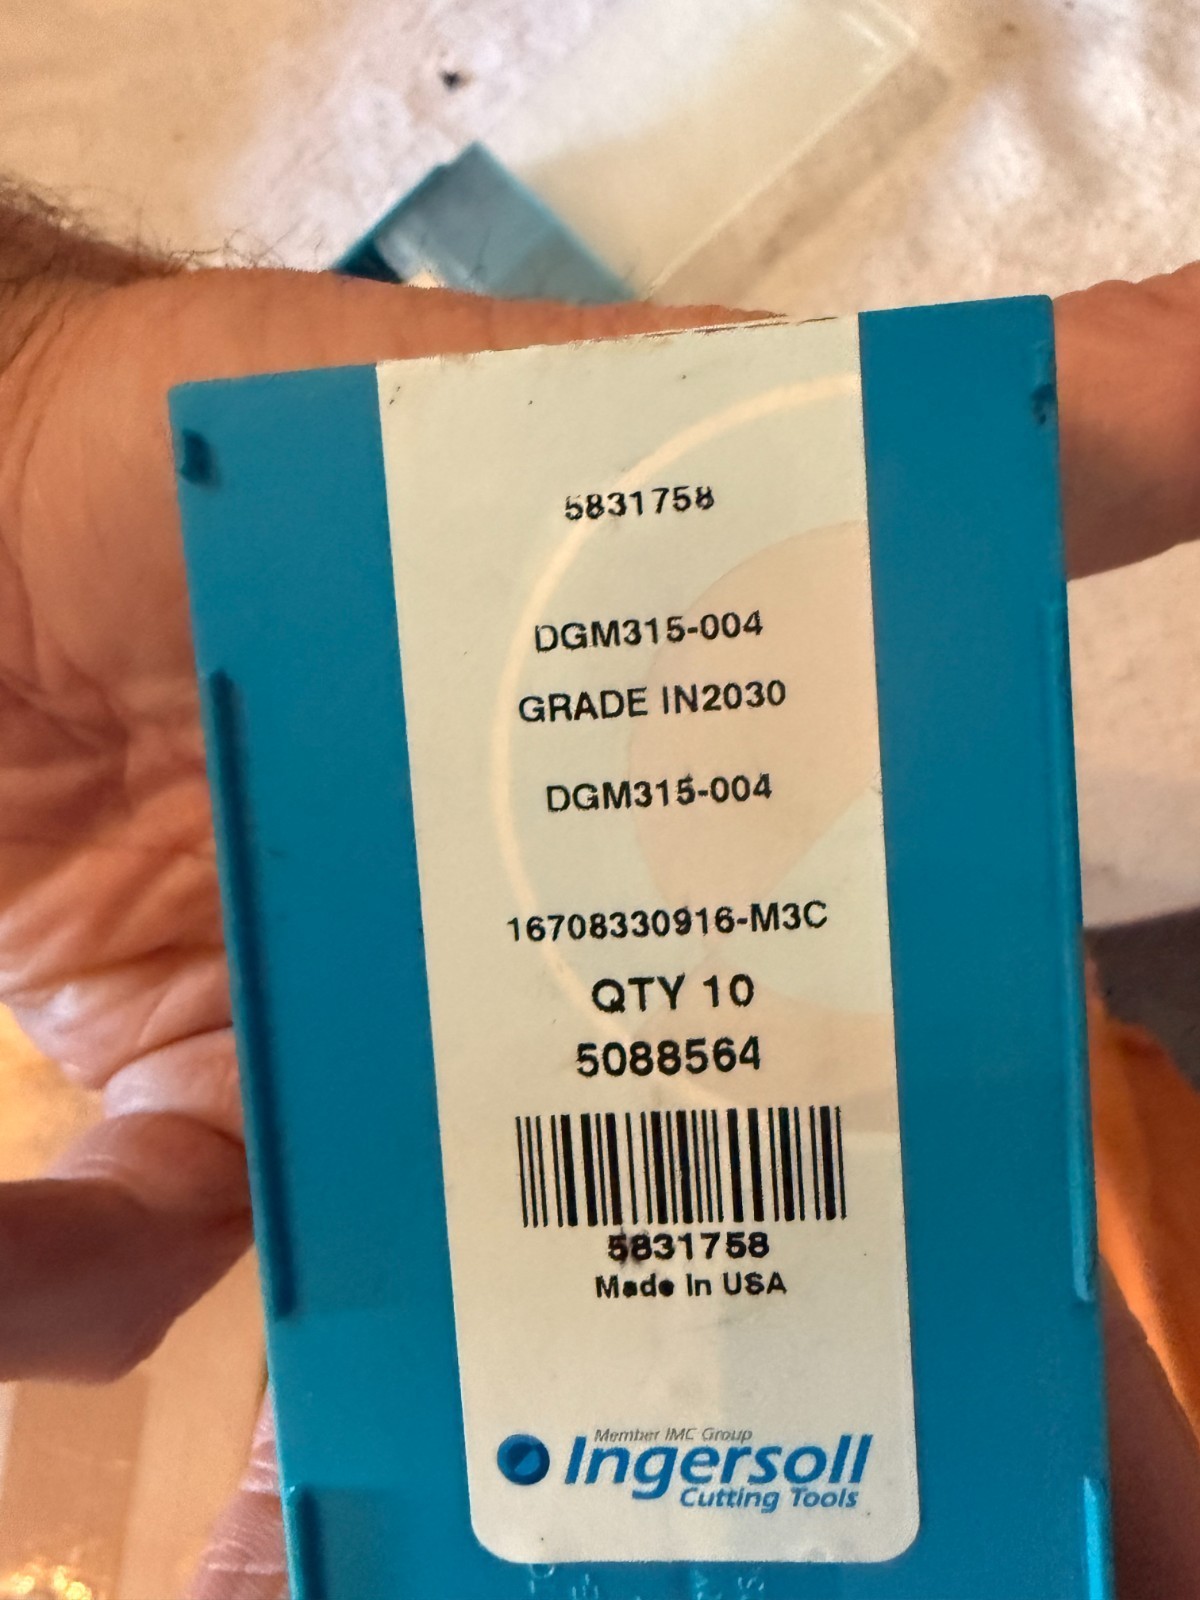 5831758
DGM315-004
GRADE IN2030
DGM315-004
16708330916-M3C
QTY 10
5088564
5831758
Made In USA
Member IMC Group
Ingersoll
Cutting Tools